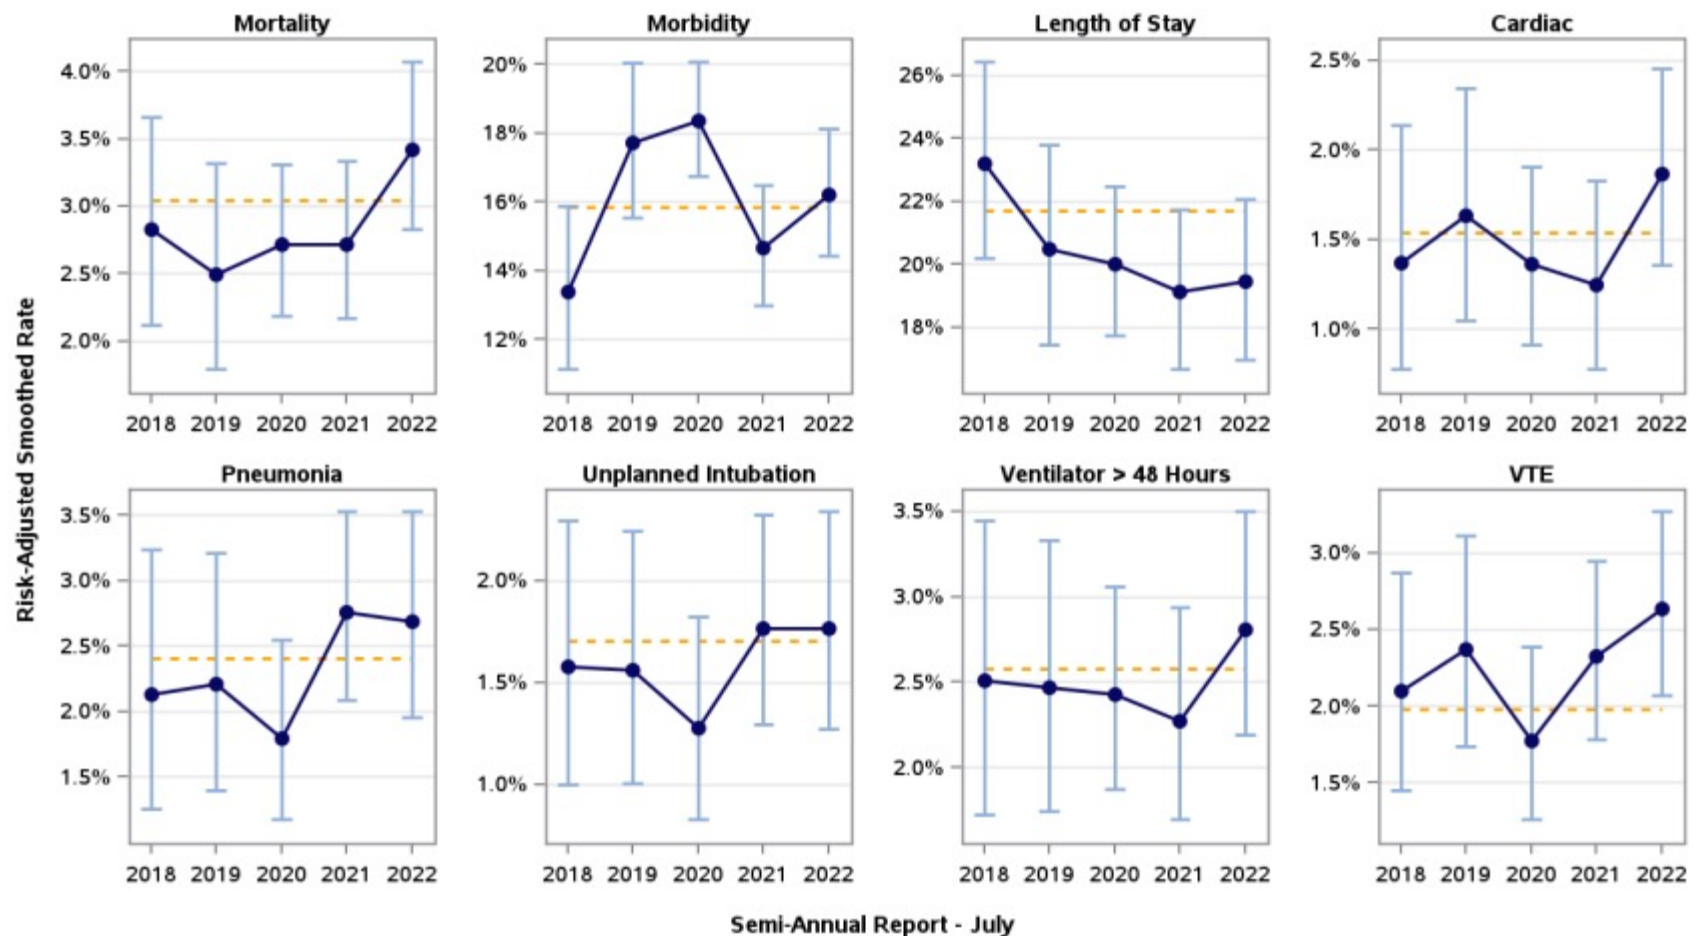 Mortality
Morbidity
Length of Stay
Cardiac
4.0%
3.5%
3.0%
2.5%
2.0%
20%
18%
16%
14%
12%
26%
24%
22%
20%
18%
2.5%
2.0%
1.5%
1.0%
2018 2019 2020 2021 2022
2018 2019 2020 2021 2022
2018 2019 2020 2021 2022
2018 2019 2020 2021 2022
Risk-Adjusted Smoothed Rate
Pneumonia
Unplanned Intubation
Ventilator > 48 Hours
VTE
3.5%
3.0%
2.5%
2.0%
1.5%
2.0%
1.5%
1.0%
3.5%
3.0%
2.5%
2.0%
3.0%
2.5%
2.0%
1.5%
2018 2019 2020 2021 2022
2018 2019 2020 2021 2022
2018 2019 2020 2021 2022
2018 2019 2020 2021 2022
Semi-Annual Report - July